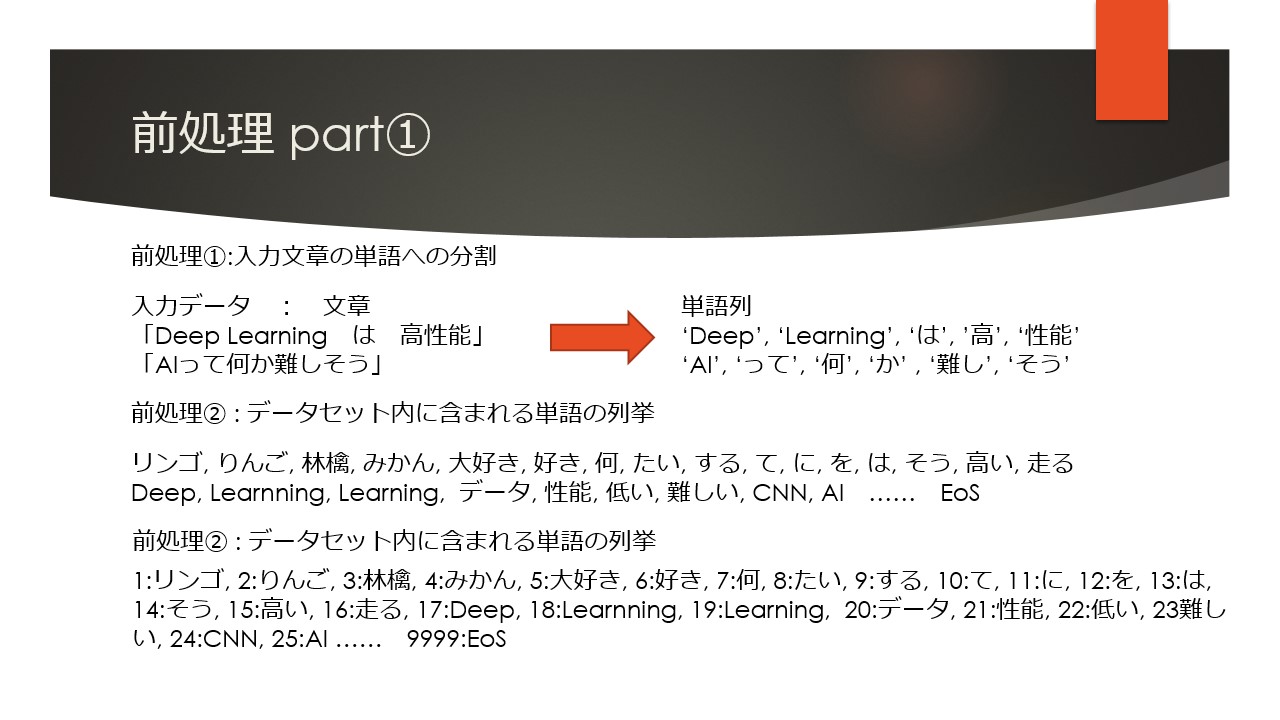 前処理 part①
前処理①:入力文章の単語への分割
入力データ　：　文章
「Deep Learning　は　高性能」
「AIって何か難しそう」
単語列
‘Deep’, ‘Learning’, ‘は’, ’高’, ‘性能’
‘AI’, ‘って’, ‘何’, ‘か’ , ‘難し’, ‘そう’
前処理② : データセット内に含まれる単語の列挙
リンゴ, りんご, 林檎, みかん, 大好き, 好き, 何, たい, する, て, に, を, は, そう, 高い, 走る
Deep, Learnning, Learning,  データ, 性能, 低い, 難しい, CNN, AI　……　EoS
前処理② : データセット内に含まれる単語の列挙
1:リンゴ, 2:りんご, 3:林檎, 4:みかん, 5:大好き, 6:好き, 7:何, 8:たい, 9:する, 10:て, 11:に, 12:を, 13:は,
14:そう, 15:高い, 16:走る, 17:Deep, 18:Learnning, 19:Learning,  20:データ, 21:性能, 22:低い, 23難し
い, 24:CNN, 25:AI ……　9999:EoS